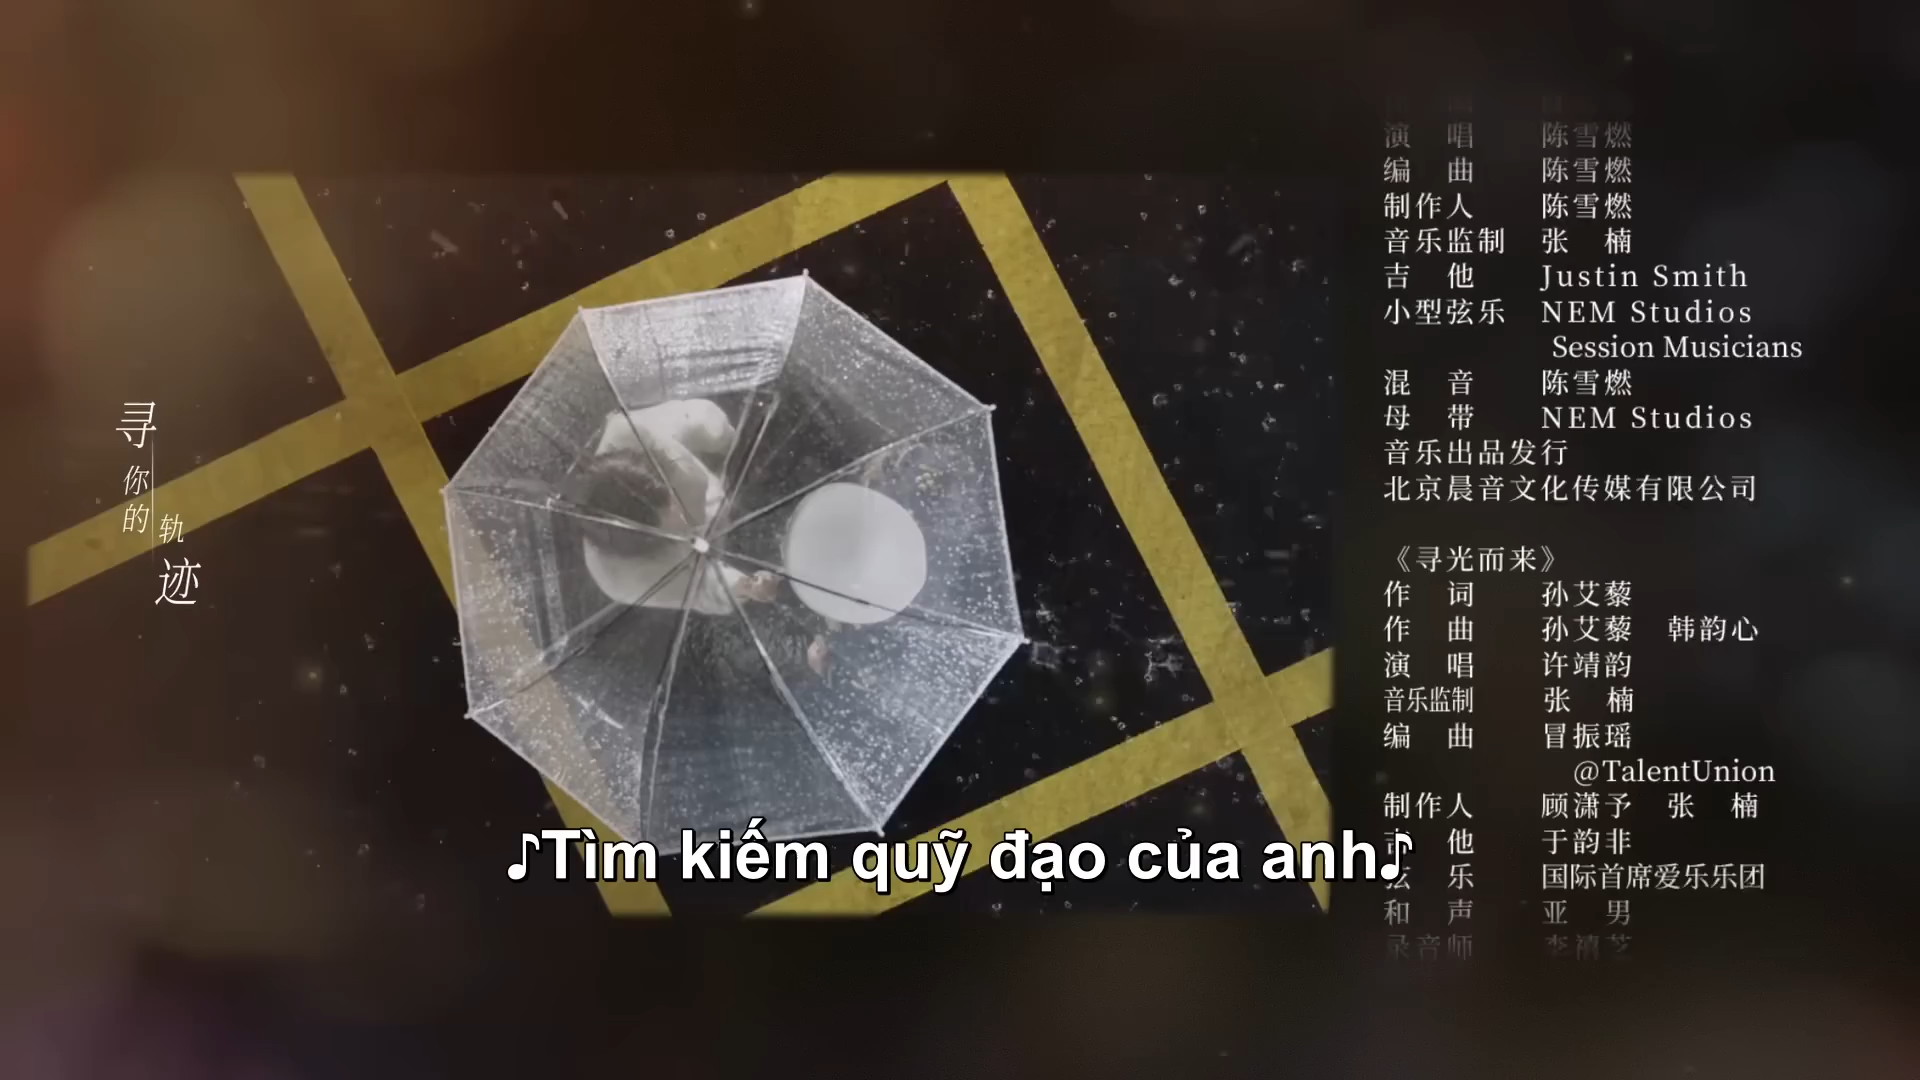 寻
你的
轨
迹
演 唱 陈雪燃
编 曲 陈雪燃
制作人 陈雪燃
音乐监制 张 楠
吉 他 Justin Smith
小型弦乐 NEM Studios
Session Musicians
混 音 陈雪燃
母 带 NEM Studios
音乐出品发行
北京晨音文化传媒有限公司
《寻光而来》
作 词 孙艾藜
作 曲 孙艾藜 韩韵心
演 唱 许靖韵
音乐监制 张 楠
编 曲 冒振瑶
@TalentUnion
制作人 顾潇予 张 楠
吉 他 于韵非
弦 乐 国际首席爱乐乐团
和 声 亚 男
录音师
♪Tìm kiếm quỹ đạo của anh♪